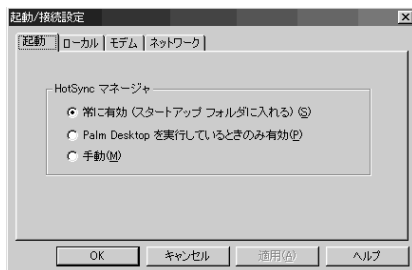 起動/接続設定
起動 ローカル モデム ネットワーク
HotSync マネージャ
常に有効 (スタートアップ フォルダに入れる) (S)
Palm Desktop を実行しているときのみ有効(P)
手動(M)
OK キャンセル 適用(A) ヘルプ